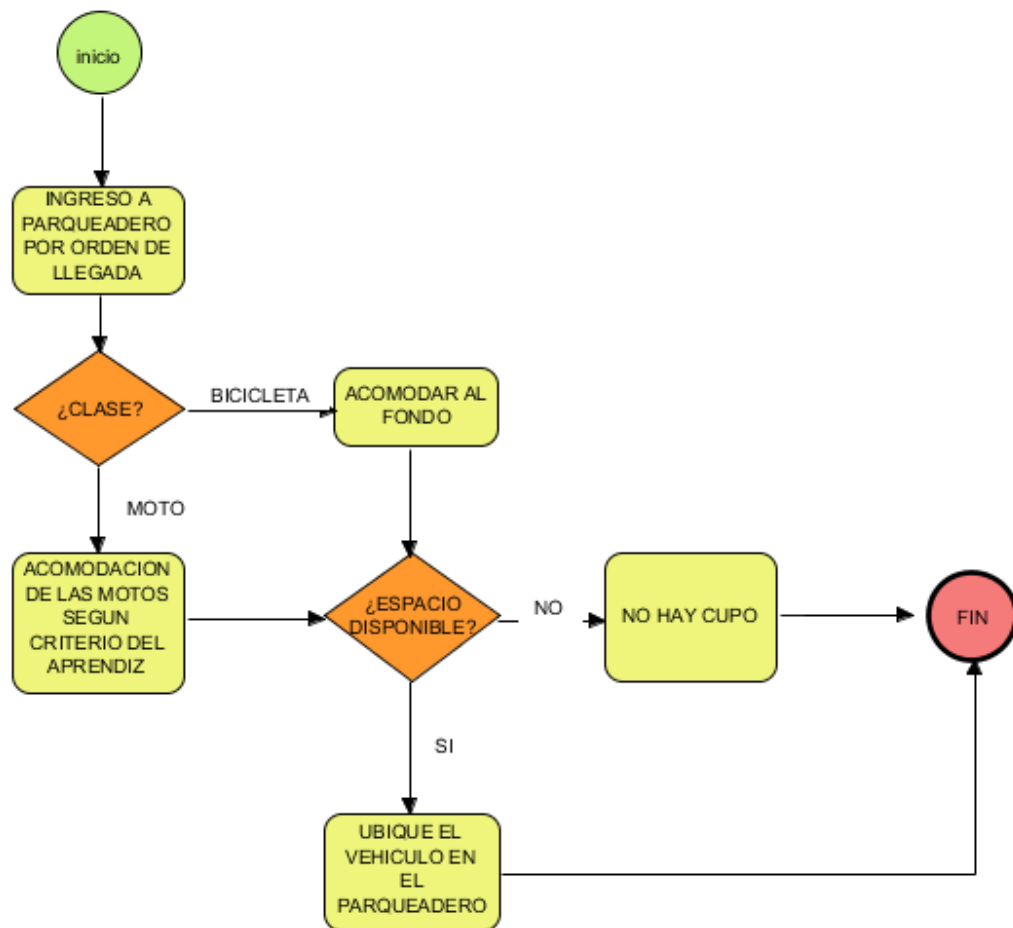 inicio
INGRESO A
PARQUEADERO
POR ORDEN DE
LLEGADA
¿CLASE?
BICICLETA
ACOMODAR AL
FONDO
MOTO
ACOMODACION
DE LAS MOTOS
SEGUN
CRITERIO DEL
APRENDIZ
¿ESPACIO
DISPONIBLE?
NO
NO HAY CUPO
FIN
SI
UBIQUE EL
VEHICULO EN
EL
PARQUEADERO